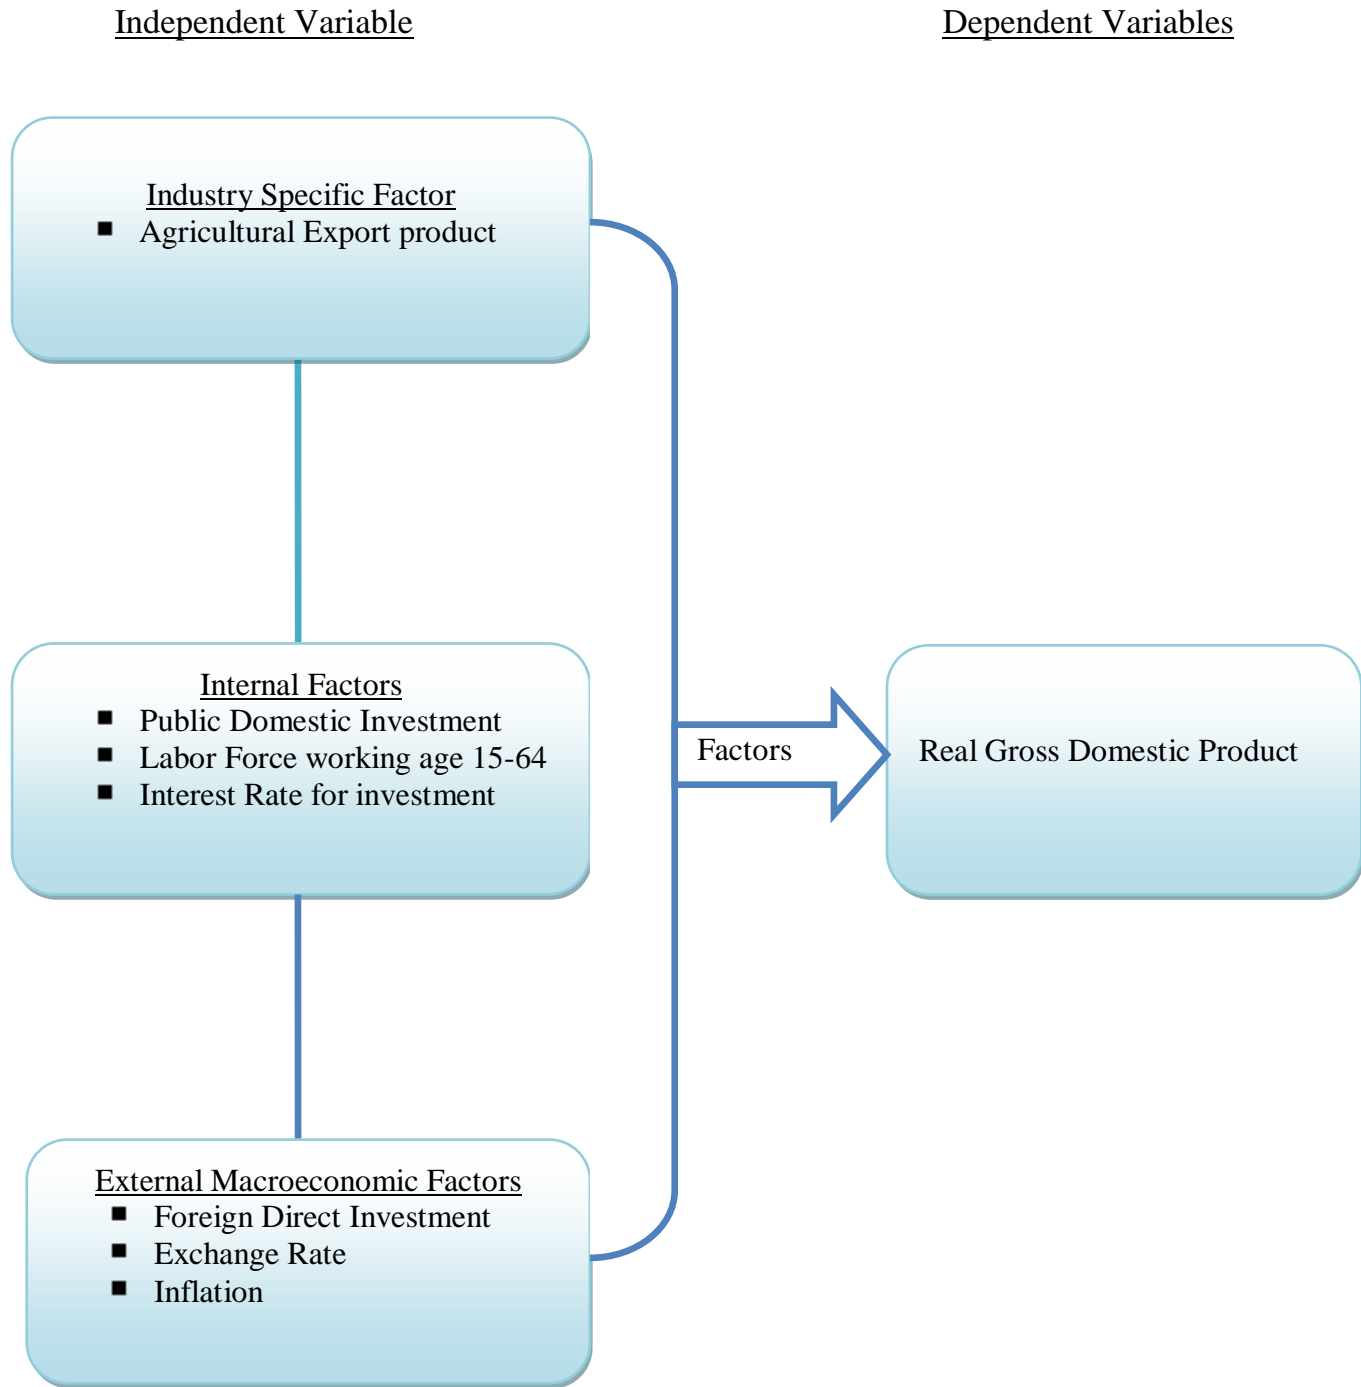 Independent Variable
Dependent Variables
Industry Specific Factor
▪ Agricultural Export product
Internal Factors
▪ Public Domestic Investment
▪ Labor Force working age 15-64
▪ Interest Rate for investment
Factors
Real Gross Domestic Product
External Macroeconomic Factors
▪ Foreign Direct Investment
▪ Exchange Rate
▪ Inflation